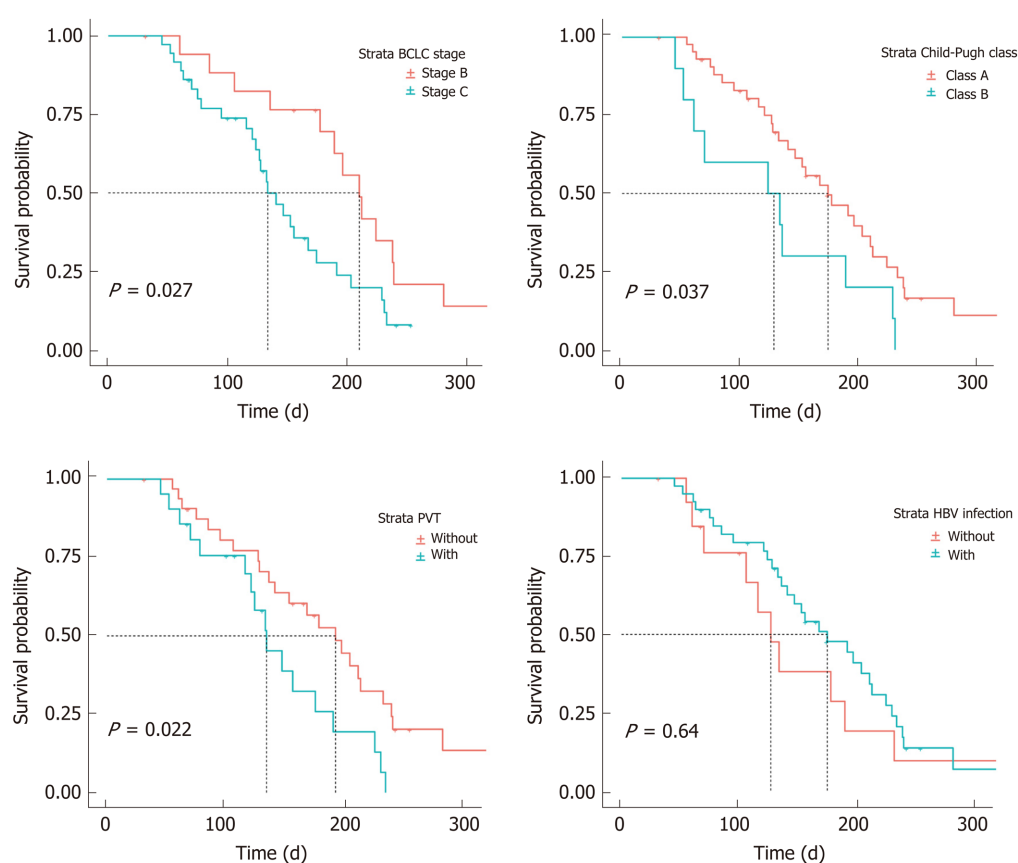 1.00
0.75
0.50
0.25
0.00
Survival probability
Strata BCLC stage
Stage B
Stage C
P = 0.027
0 100 200 300
Time (d)
1.00
0.75
0.50
0.25
0.00
Survival probability
Strata Child-Pugh class
Class A
Class B
P = 0.037
0 100 200 300
Time (d)
1.00
0.75
0.50
0.25
0.00
Survival probability
Strata PVT
Without
With
P = 0.022
0 100 200 300
Time (d)
1.00
0.75
0.50
0.25
0.00
Survival probability
Strata HBV infection
Without
With
P = 0.64
0 100 200 300
Time (d)